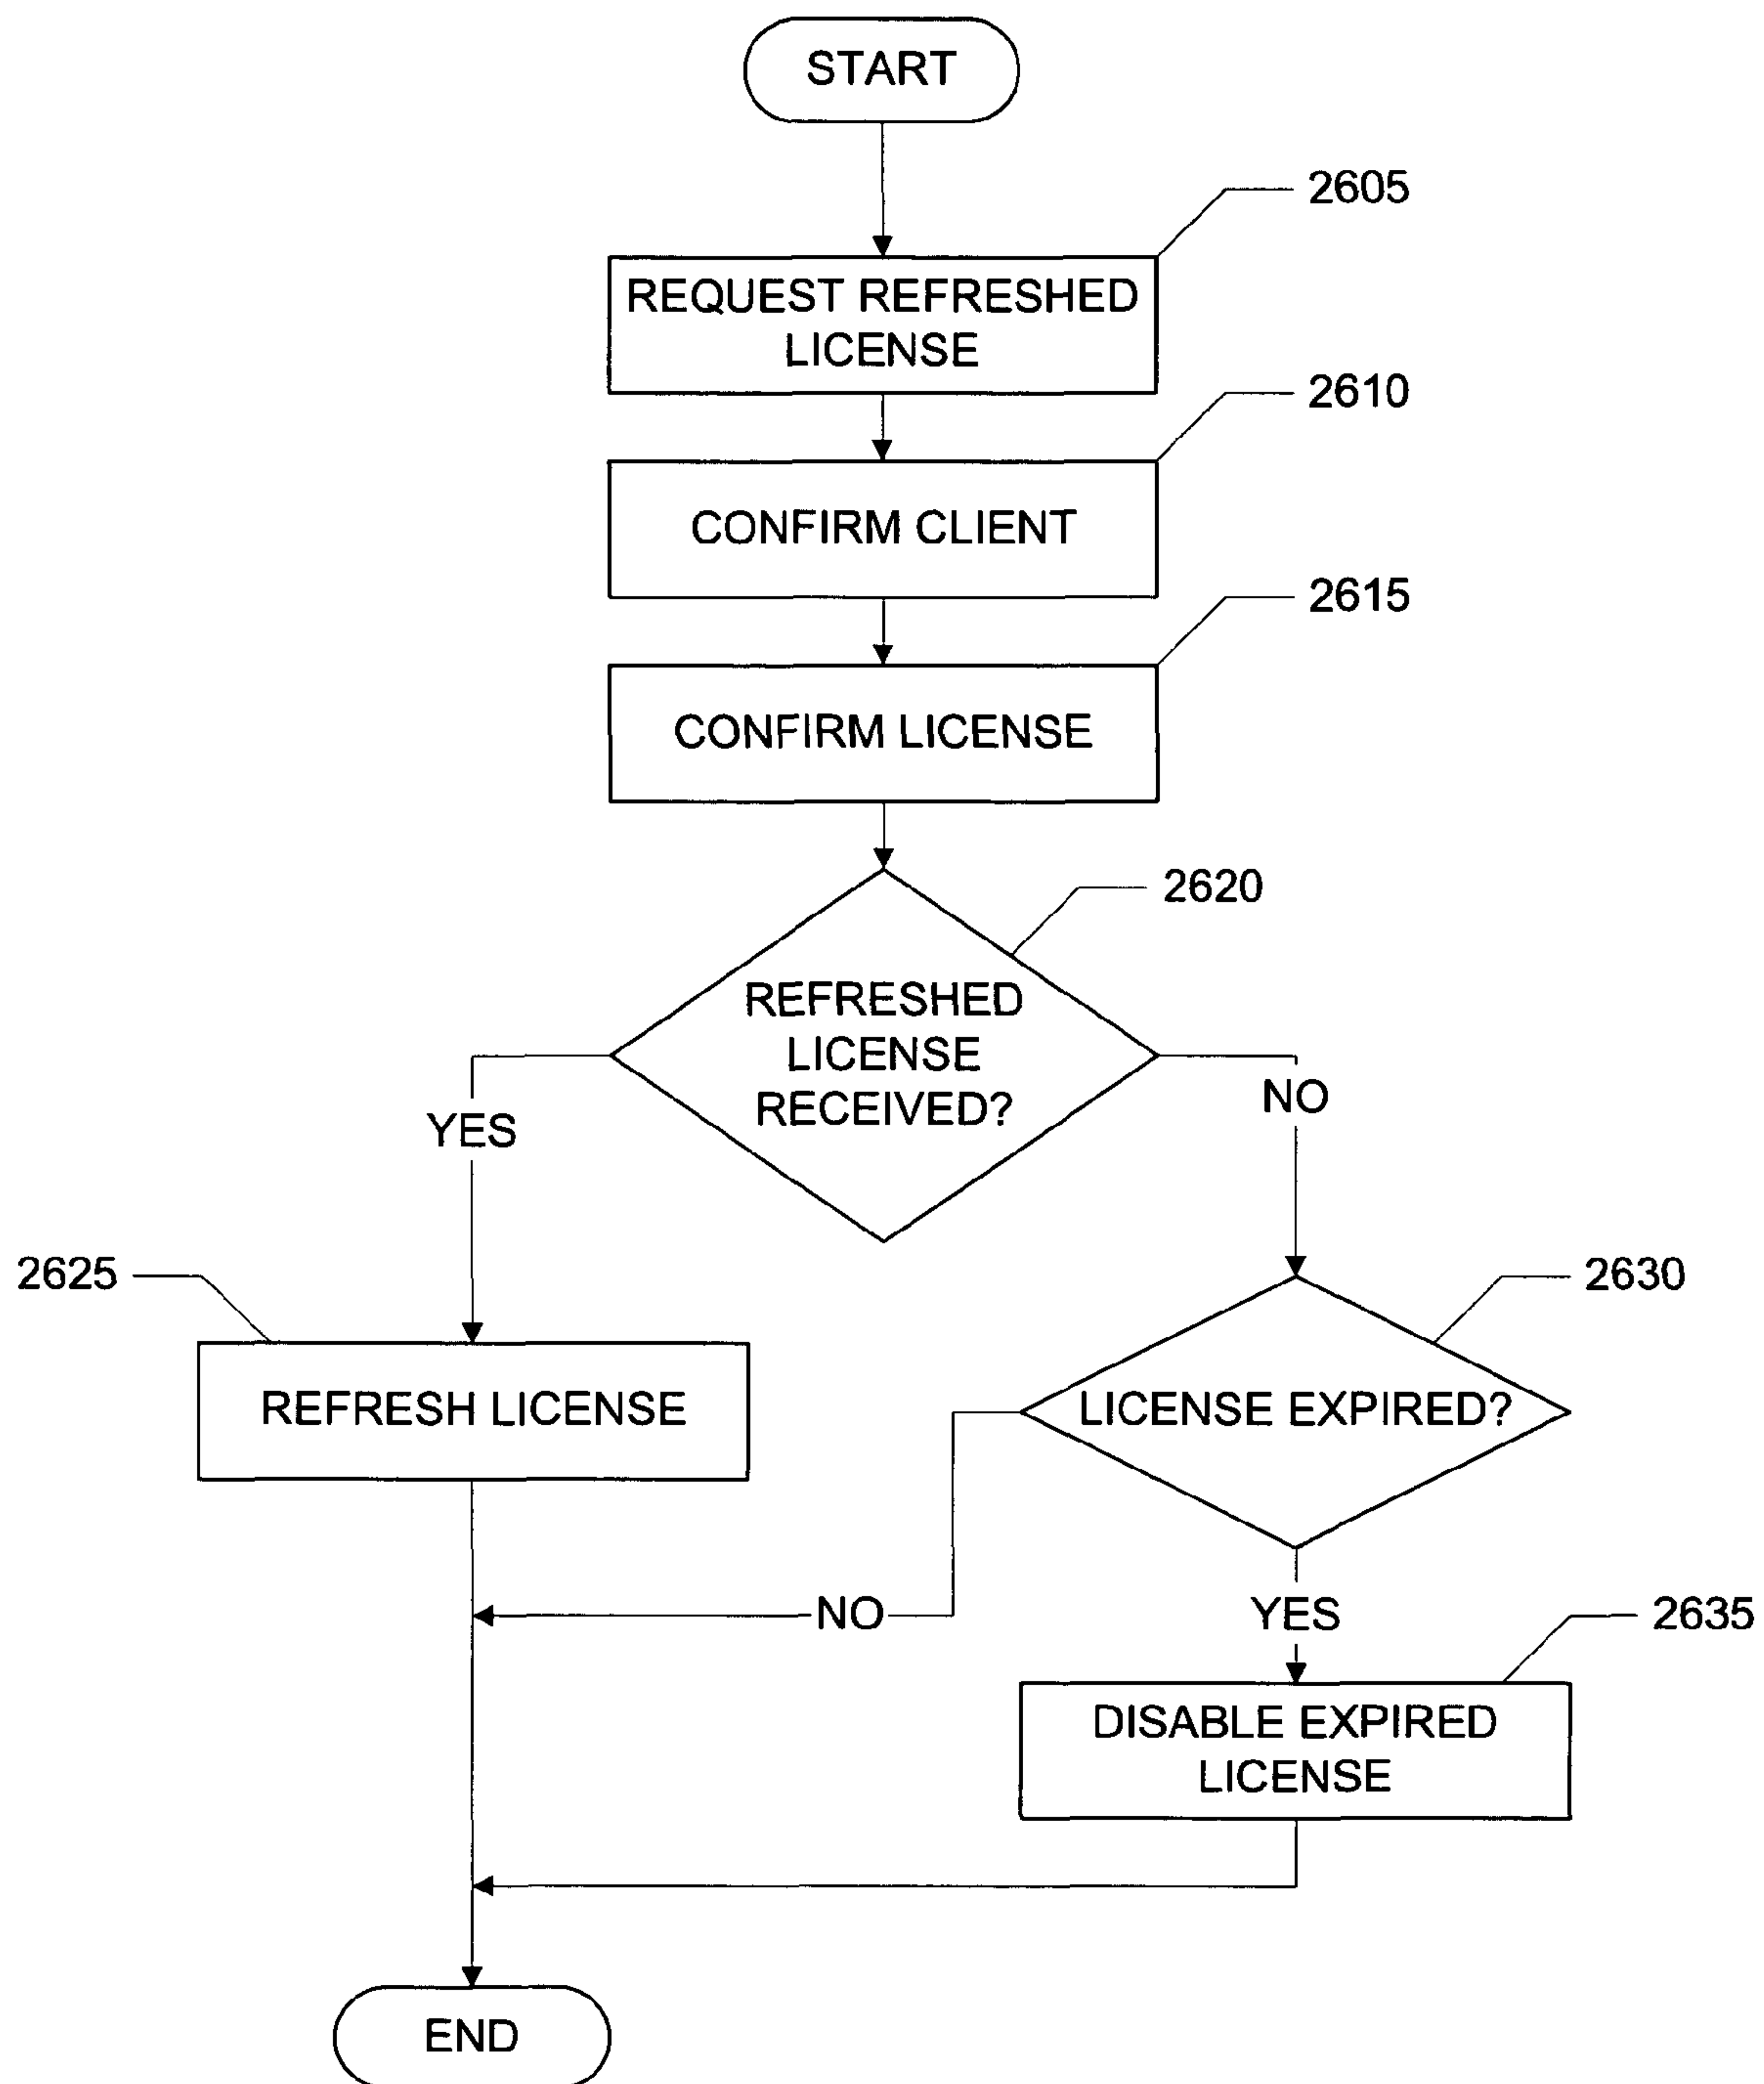 START
2605
REQUEST REFRESHED
LICENSE
2610
CONFIRM CLIENT
2615
CONFIRM LICENSE
2620
REFRESHED
LICENSE
RECEIVED?
YES
NO
2625
2630
REFRESH LICENSE
LICENSE EXPIRED?
NO
YES
2635
DISABLE EXPIRED
LICENSE
END